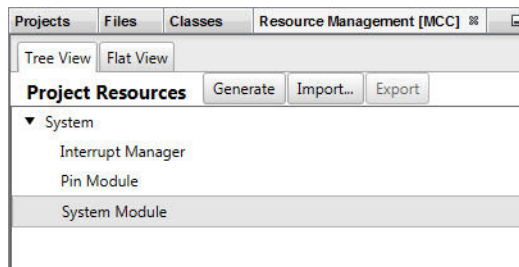 Projects Files Classes Resource Management [MCC]
Tree View Flat View
Project Resources Generate Import... Export
System
Interrupt Manager
Pin Module
System Module